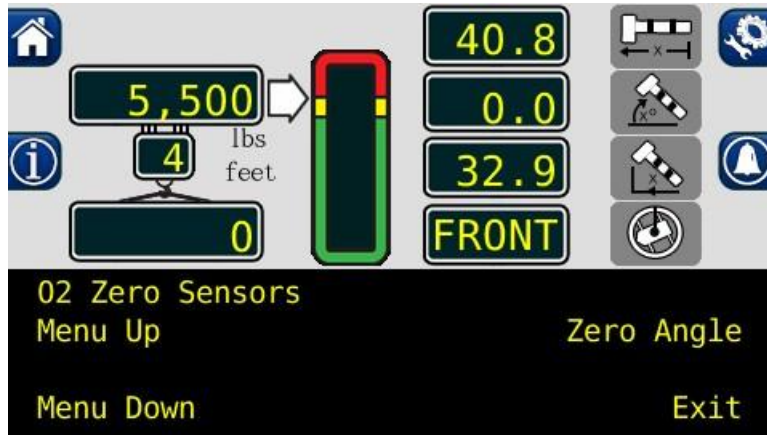 40.8
5,500
0.0
lbs
4
feet
32.9
0
FRONT
x
x°
x
i
02 Zero Sensors
Menu Up
Zero Angle
Menu Down
Exit